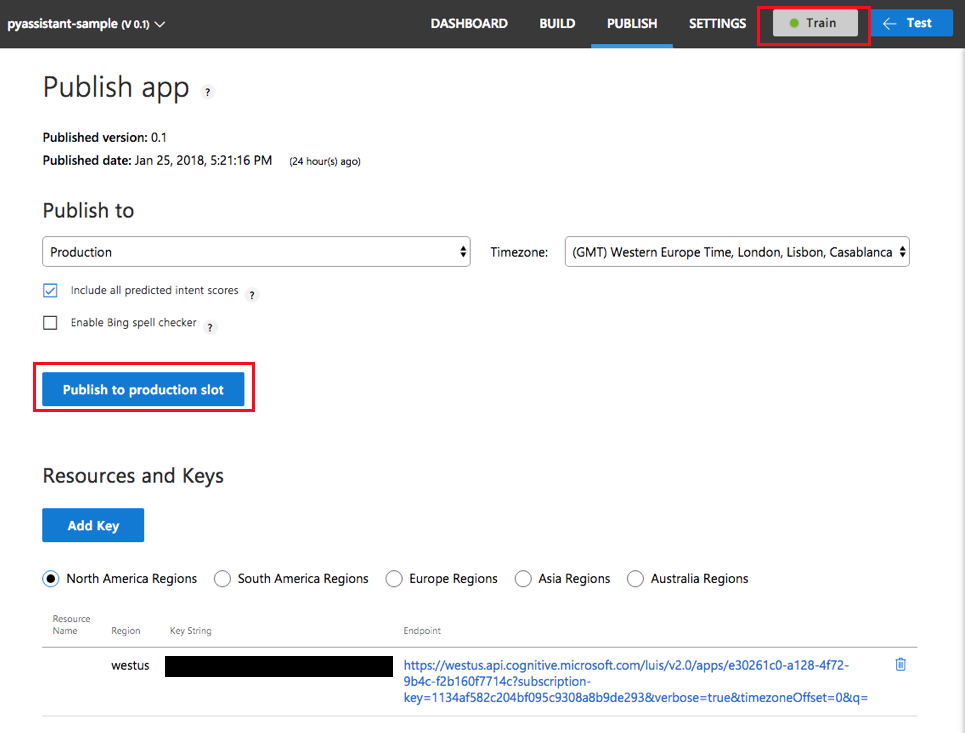 pyassistant-sample (V 0.1)
DASHBOARD
BUILD
PUBLISH
SETTINGS
Train
Test
Publish app ?
Published version: 0.1
Published date: Jan 25, 2018, 5:21:16 PM (24 hour(s) ago)
Publish to
Production
Timezone:
(GMT) Western Europe Time, London, Lisbon, Casablanca
Include all predicted intent scores ?
Enable Bing spell checker ?
Publish to production slot
Resources and Keys
Add Key
North America Regions
South America Regions
Europe Regions
Asia Regions
Australia Regions
Resource
Name
Region
Key String
Endpoint
westus
https://westus.api.cognitive.microsoft.com/luis/v2.0/apps/e30261c0-a128-4f72-
9b4c-f2b160f7714c?subscription-
key=1134af582c204bf095c9308a8b9de293&verbose=true&timezoneOffset=0&q=